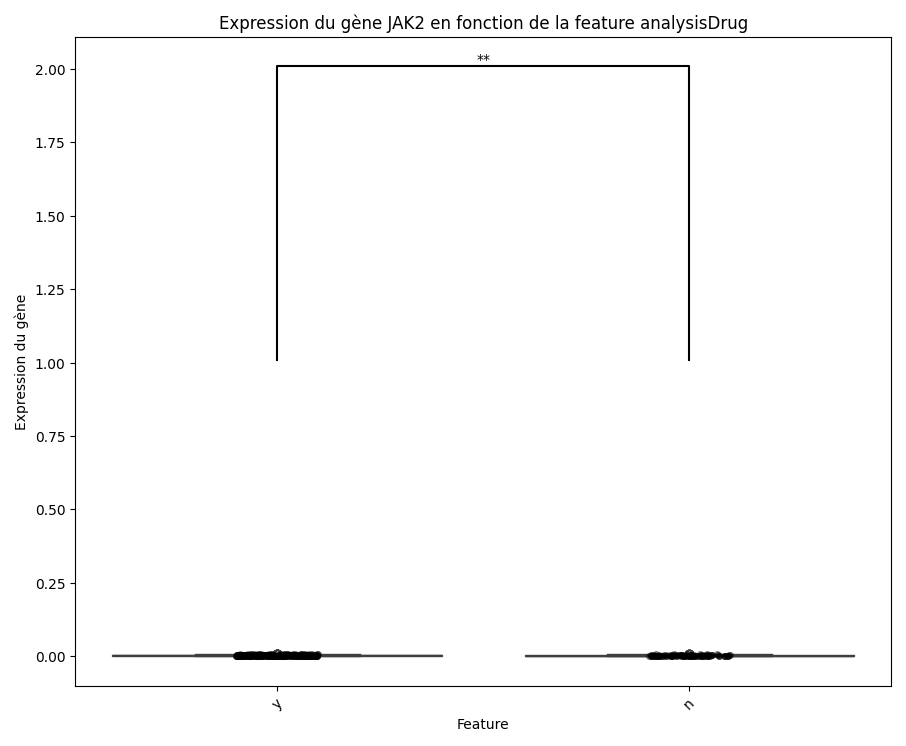 Expression du gène JAK2 en fonction de la feature analysisDrug
**
2.00
1.75
1.50
1.25
1.00
0.75
0.50
0.25
0.00
Expression du gène
y
n
Feature